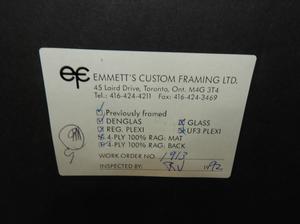 ef EMMETT'S CUSTOM FRAMING LTD.
45 Laird Drive, Toronto, Ont. M4G 3T4
Tel.: 416-424-4211 Fax: 416-424-3469
Previously framed
DENGLAS GLASS
REG. PLEXI UF3 PLEXI
4-PLY 100% RAG: MAT
4-PLY 100% RAG: BACK
WORK ORDER NO. 1913
INSPECTED BY: